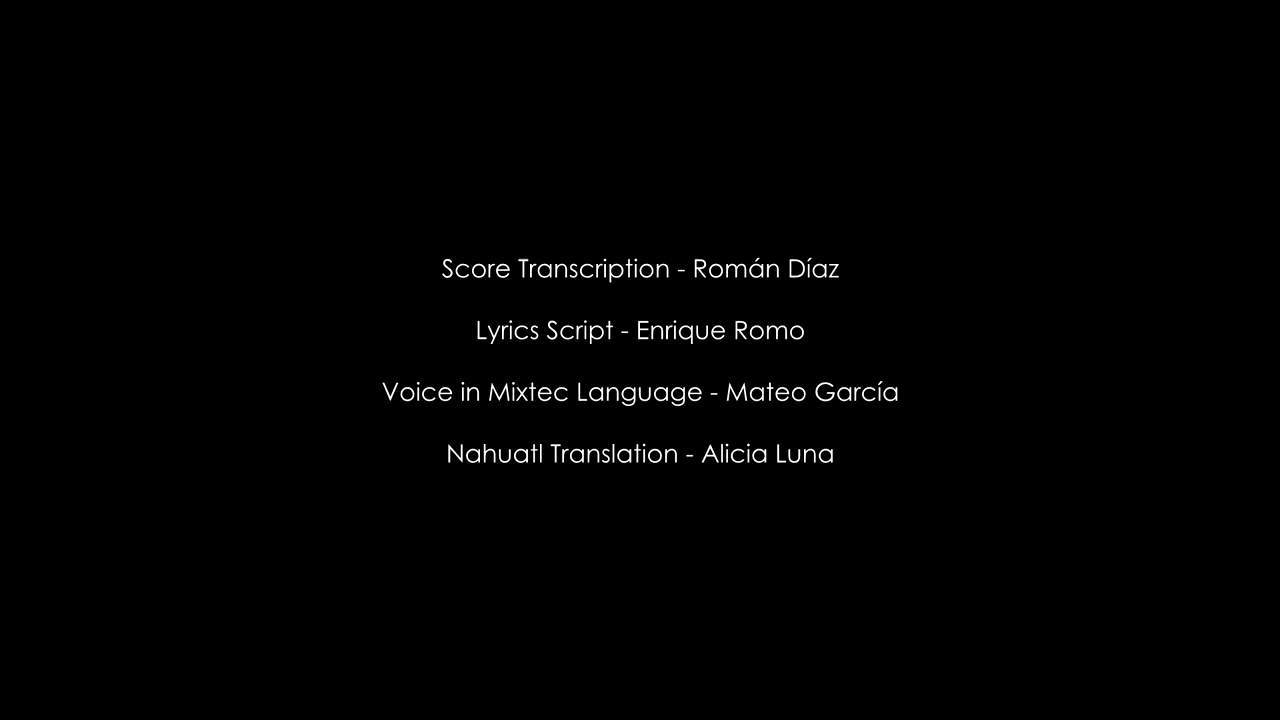 Score Transcription - Román Díaz
Lyrics Script - Enrique Romo
Voice in Mixtec Language - Mateo García
Nahuatl Translation - Alicia Luna